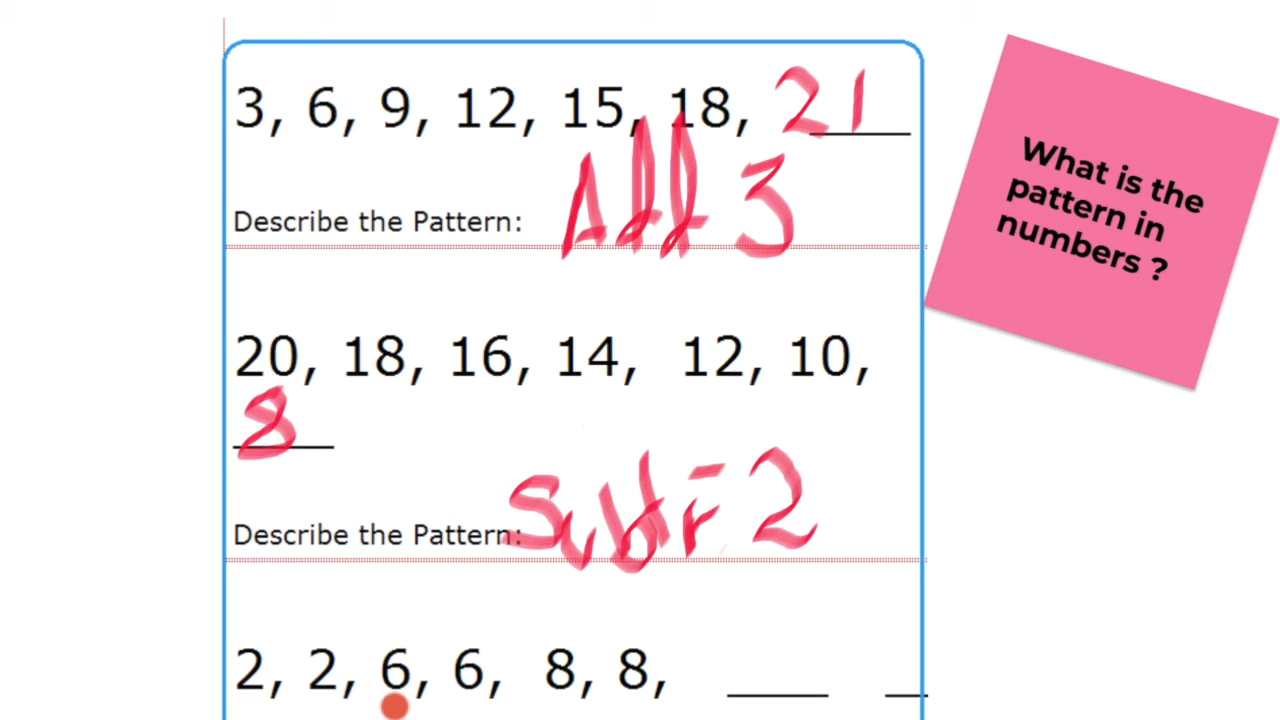 3, 6, 9, 12, 15, 18, 21
Describe the Pattern: Add 3
20, 18, 16, 14, 12, 10,
8
Describe the Pattern: 2
2, 2, 6, 6, 8, 8,
What is the
pattern in
numbers ?